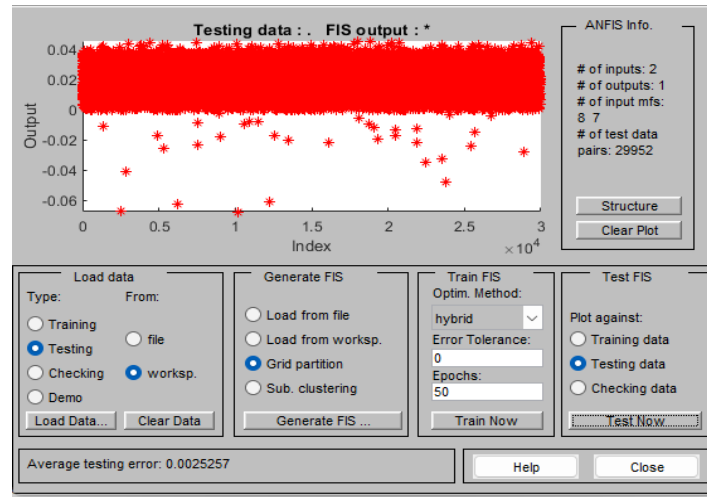 Testing data : .   FIS output : *
0.04
0.02
0
-0.02
-0.04
-0.06
Output
0 0.5 1 1.5 2 2.5 3
Index
×10^4
ANFIS Info.
# of inputs: 2
# of outputs: 1
# of input mfs:
8 7
# of test data
pairs: 29952
Structure
Clear Plot
Load data
Type: From:
Training
Testing
Checking
Demo
file
worksp.
Load Data... Clear Data
Generate FIS
Load from file
Load from worksp.
Grid partition
Sub. clustering
Generate FIS ...
Train FIS
Optim. Method:
hybrid
Error Tolerance:
0
Epochs:
50
Train Now
Test FIS
Plot against:
Training data
Testing data
Checking data
Test Now
Average testing error: 0.0025257
Help Close